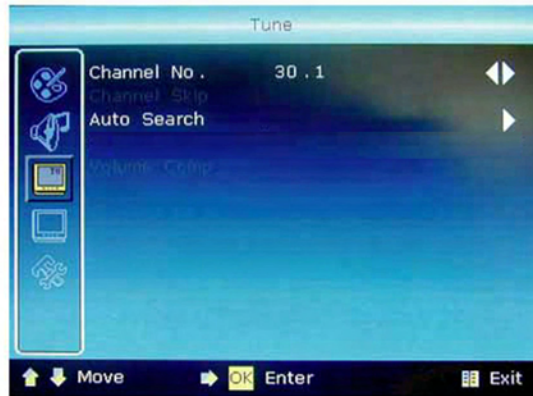 Tune
Channel No. 30.1
Channel Skip
Auto Search
Volume Comp
Move OK Enter Exit